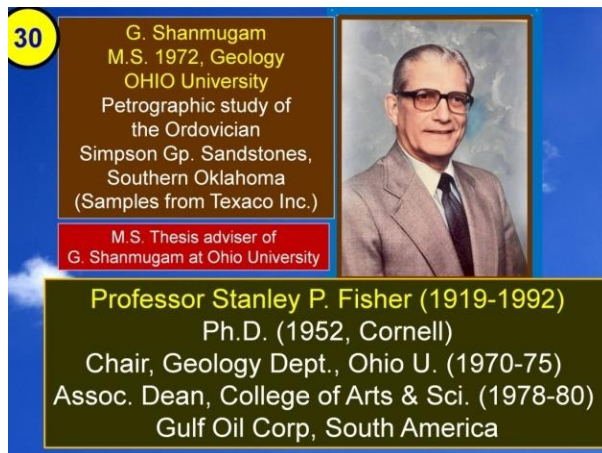 30
G. Shanmugam
M.S. 1972, Geology
OHIO University
Petrographic study of
the Ordovician
Simpson Gp. Sandstones,
Southern Oklahoma
(Samples from Texaco Inc.)
M.S. Thesis adviser of
G. Shanmugam at Ohio University
Professor Stanley P. Fisher (1919-1992)
Ph.D. (1952, Cornell)
Chair, Geology Dept., Ohio U. (1970-75)
Assoc. Dean, College of Arts & Sci. (1978-80)
Gulf Oil Corp, South America